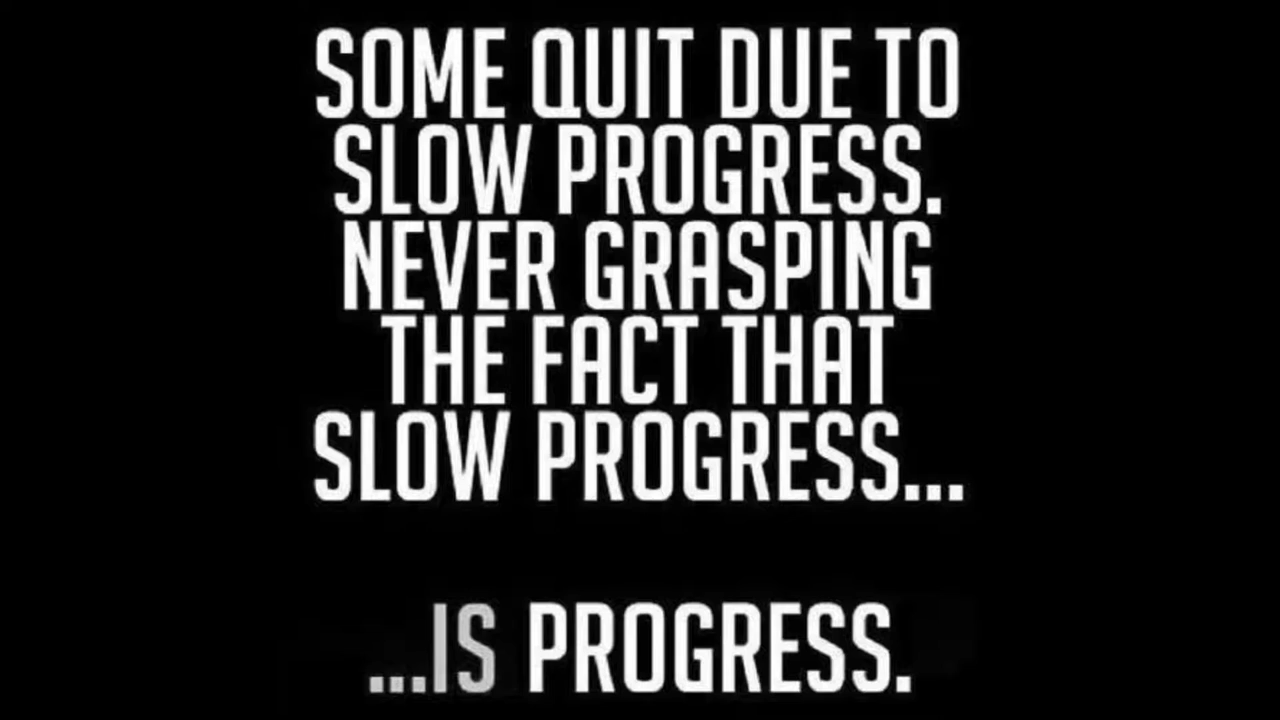 SOME QUIT DUE TO
SLOW PROGRESS.
NEVER GRASPING
THE FACT THAT
SLOW PROGRESS...
...IS PROGRESS.